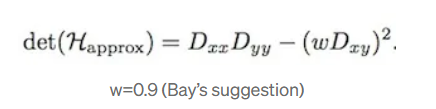 det(ℋapprox) = DxxDyy − (wDxy)².
w=0.9 (Bay's suggestion)